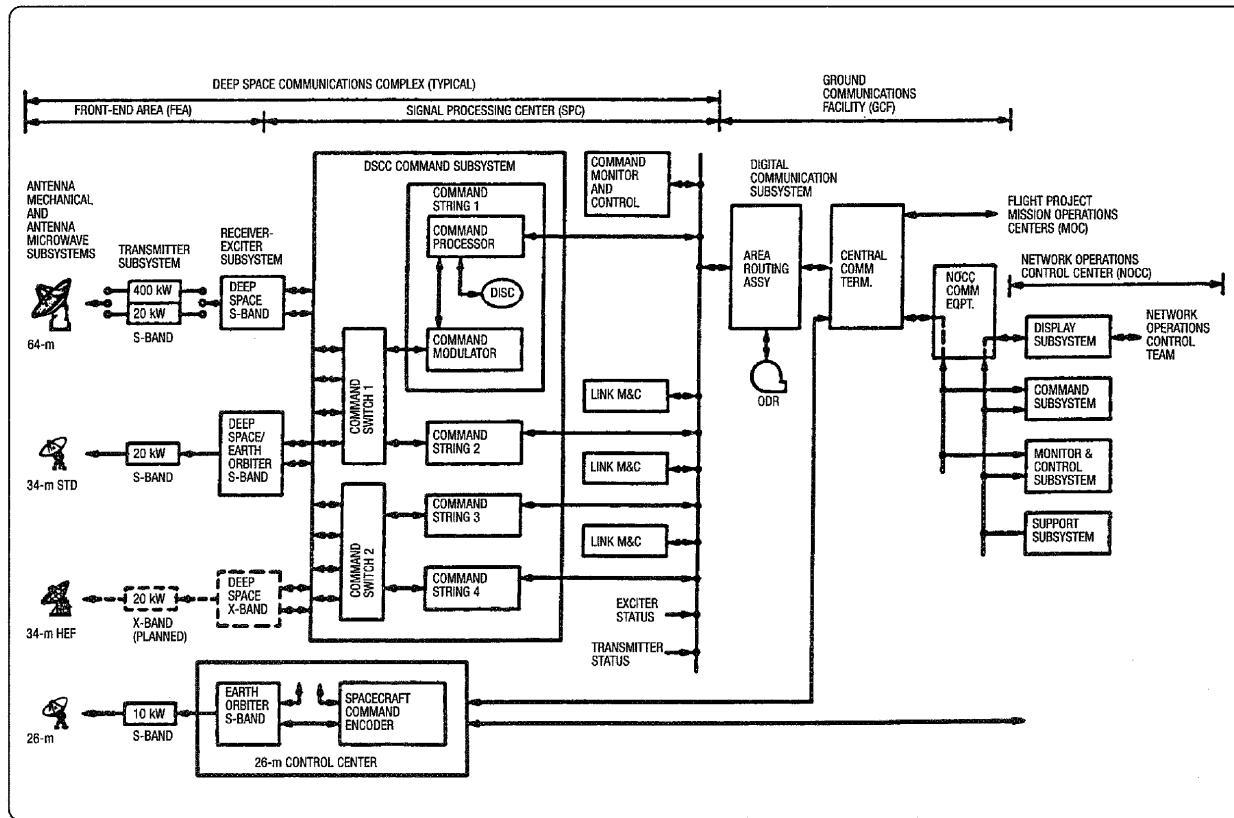 DEEP SPACE COMMUNICATIONS COMPLEX (TYPICAL)
GROUND
COMMUNICATIONS
FACILITY (GCF)
FRONT-END AREA (FEA)
SIGNAL PROCESSING CENTER (SPC)
ANTENNA
MECHANICAL
AND
ANTENNA
MICROWAVE
SUBSYSTEMS
TRANSMITTER
SUBSYSTEM
RECEIVER-
EXCITER
SUBSYSTEM
DSCC COMMAND SUBSYSTEM
COMMAND
STRING 1
COMMAND
PROCESSOR
DISC
COMMAND
MODULATOR
COMMAND
MONITOR
AND
CONTROL
DIGITAL
COMMUNICATION
SUBSYSTEM
AREA
ROUTING
ASSY
ODR
CENTRAL
COMM
TERM.
FLIGHT PROJECT
MISSION OPERATIONS
CENTERS (MOC)
NETWORK OPERATIONS
CONTROL CENTER (NOCC)
NOCC
COMM
EQPT.
DISPLAY
SUBSYSTEM
NETWORK
OPERATIONS
CONTROL
TEAM
COMMAND
SUBSYSTEM
MONITOR &
CONTROL
SUBSYSTEM
SUPPORT
SUBSYSTEM
400 kW
20 kW
S-BAND
64-m
DEEP
SPACE
S-BAND
COMMAND
SWITCH 1
LINK M&C
COMMAND
STRING 2
34-m STD
20 kW
S-BAND
DEEP
SPACE/
EARTH
ORBITER
S-BAND
LINK M&C
COMMAND
STRING 3
COMMAND
SWITCH 2
LINK M&C
COMMAND
STRING 4
34-m HEF
20 kW
X-BAND
(PLANNED)
DEEP
SPACE
X-BAND
EXCITER
STATUS
TRANSMITTER
STATUS
26-m
10 kW
S-BAND
EARTH
ORBITER
S-BAND
SPACECRAFT
COMMAND
ENCODER
26-m CONTROL CENTER